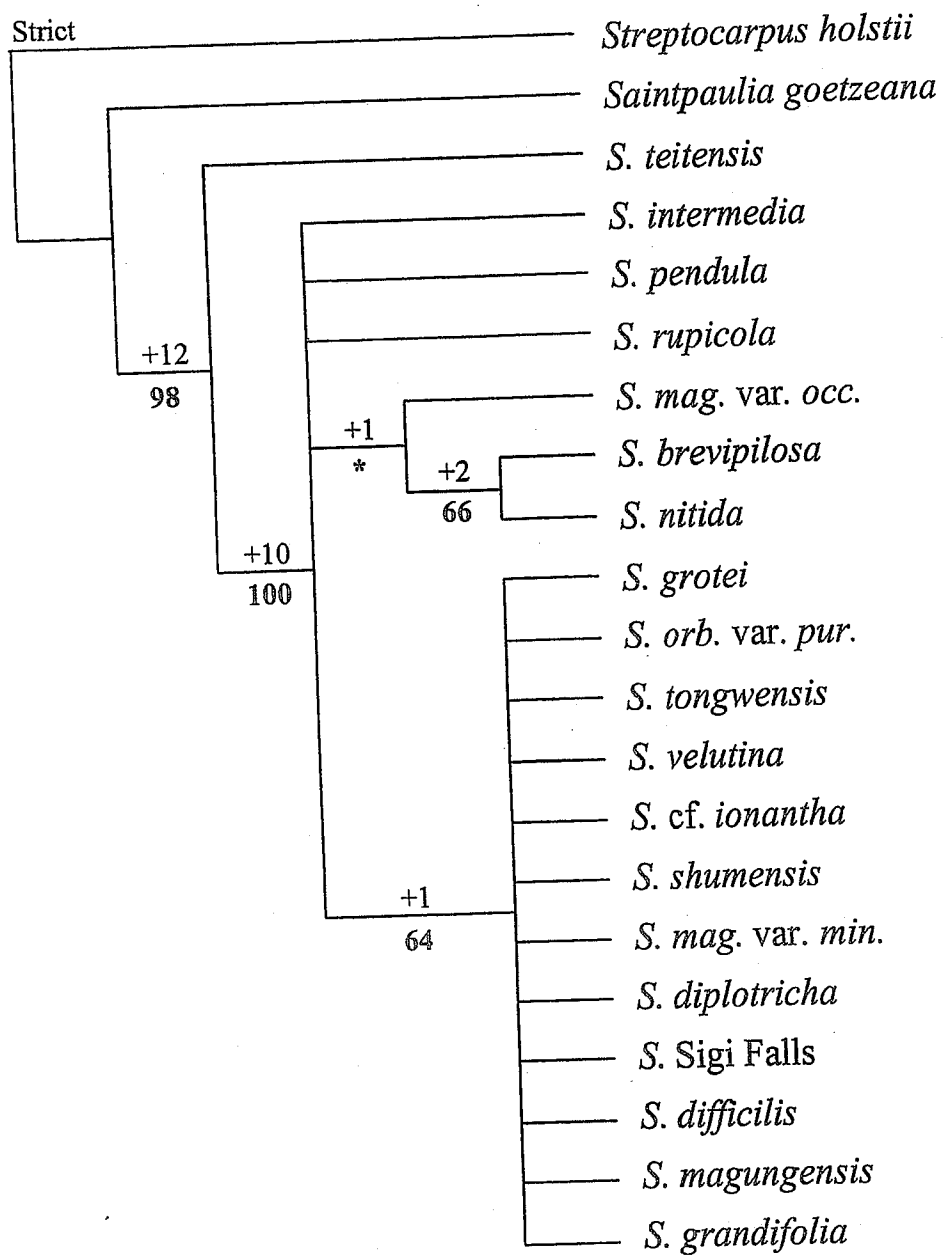 Strict
Streptocarpus holstii
Saintpaulia goetzeana
S. teitensis
S. intermedia
S. pendula
S. rupicola
+12
98
S. mag. var. occ.
+1
*
S. brevipilosa
+2
66
S. nitida
+10
100
S. grotei
S. orb. var. pur.
S. tongwensis
S. velutina
S. cf. ionantha
S. shumensis
+1
64
S. mag. var. min.
S. diplotricha
S. Sigi Falls
S. difficilis
S. magungensis
S. grandifolia